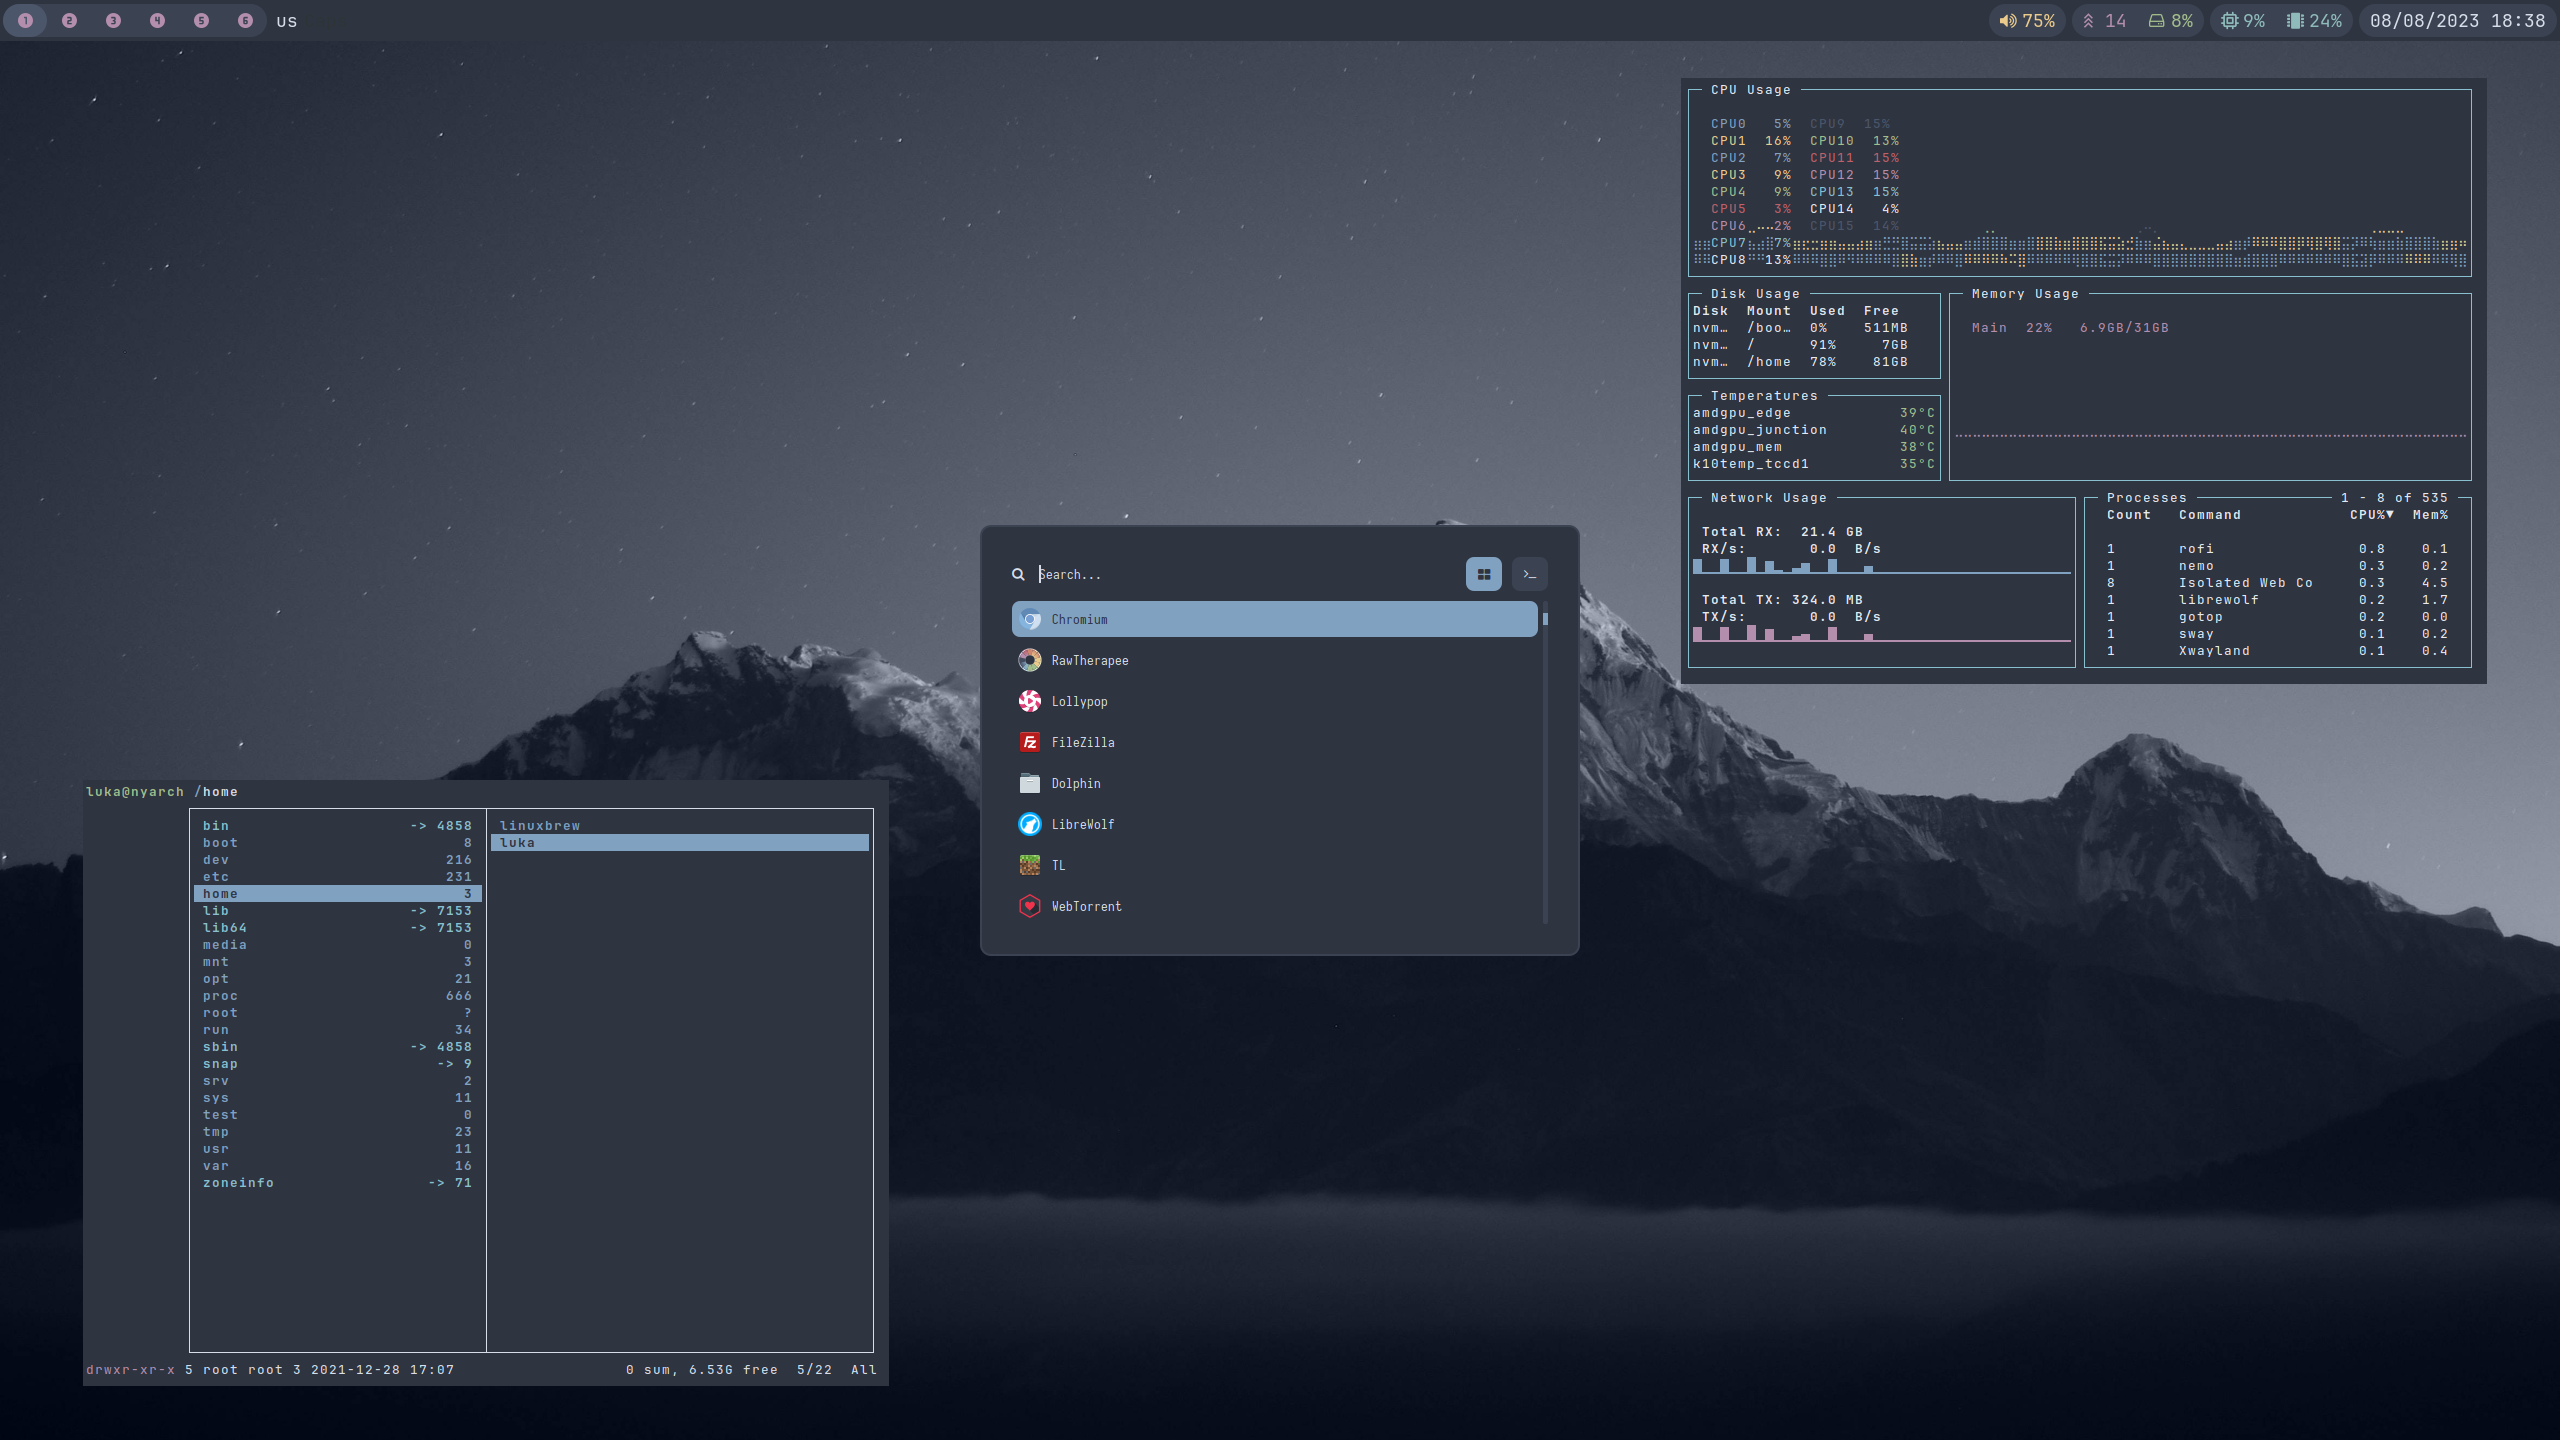 1 2 3 4 5 6 us 75% 14 8% 9% 24% 08/08/2023 18:38
CPU Usage
CPU0 5% CPU9 15%
CPU1 16% CPU10 13%
CPU2 7% CPU11 15%
CPU3 9% CPU12 15%
CPU4 9% CPU13 15%
CPU5 3% CPU14 4%
CPU6 2% CPU15 14%
CPU7 7%
CPU8 13%
Disk Usage
Disk Mount Used Free
nvm… /boo… 0% 511MB
nvm… / 91% 7GB
nvm… /home 78% 81GB
Memory Usage
Main 22% 6.9GB/31GB
Temperatures
amdgpu_edge 39°C
amdgpu_junction 40°C
amdgpu_mem 38°C
k10temp_tccd1 35°C
Network Usage
Total RX: 21.4 GB
RX/s: 0.0 B/s
Total TX: 324.0 MB
TX/s: 0.0 B/s
Processes 1 - 8 of 535
Count Command CPU%▼ Mem%
1 rofi 0.8 0.1
1 nemo 0.3 0.2
8 Isolated Web Co 0.3 4.5
1 librewolf 0.2 1.7
1 gotop 0.2 0.0
1 sway 0.1 0.2
1 Xwayland 0.1 0.4
Search...
Chromium
RawTherapee
Lollypop
FileZilla
Dolphin
LibreWolf
TL
WebTorrent
luka@nyarch /home
bin -> 4858
boot 8
dev 216
etc 231
home 3
lib -> 7153
lib64 -> 7153
media 0
mnt 3
opt 21
proc 666
root ?
run 34
sbin -> 4858
snap -> 9
srv 2
sys 11
test 0
tmp 23
usr 11
var 16
zoneinfo -> 71
linuxbrew
luka
drwxr-xr-x 5 root root 3 2021-12-28 17:07 0 sum, 6.53G free 5/22 All